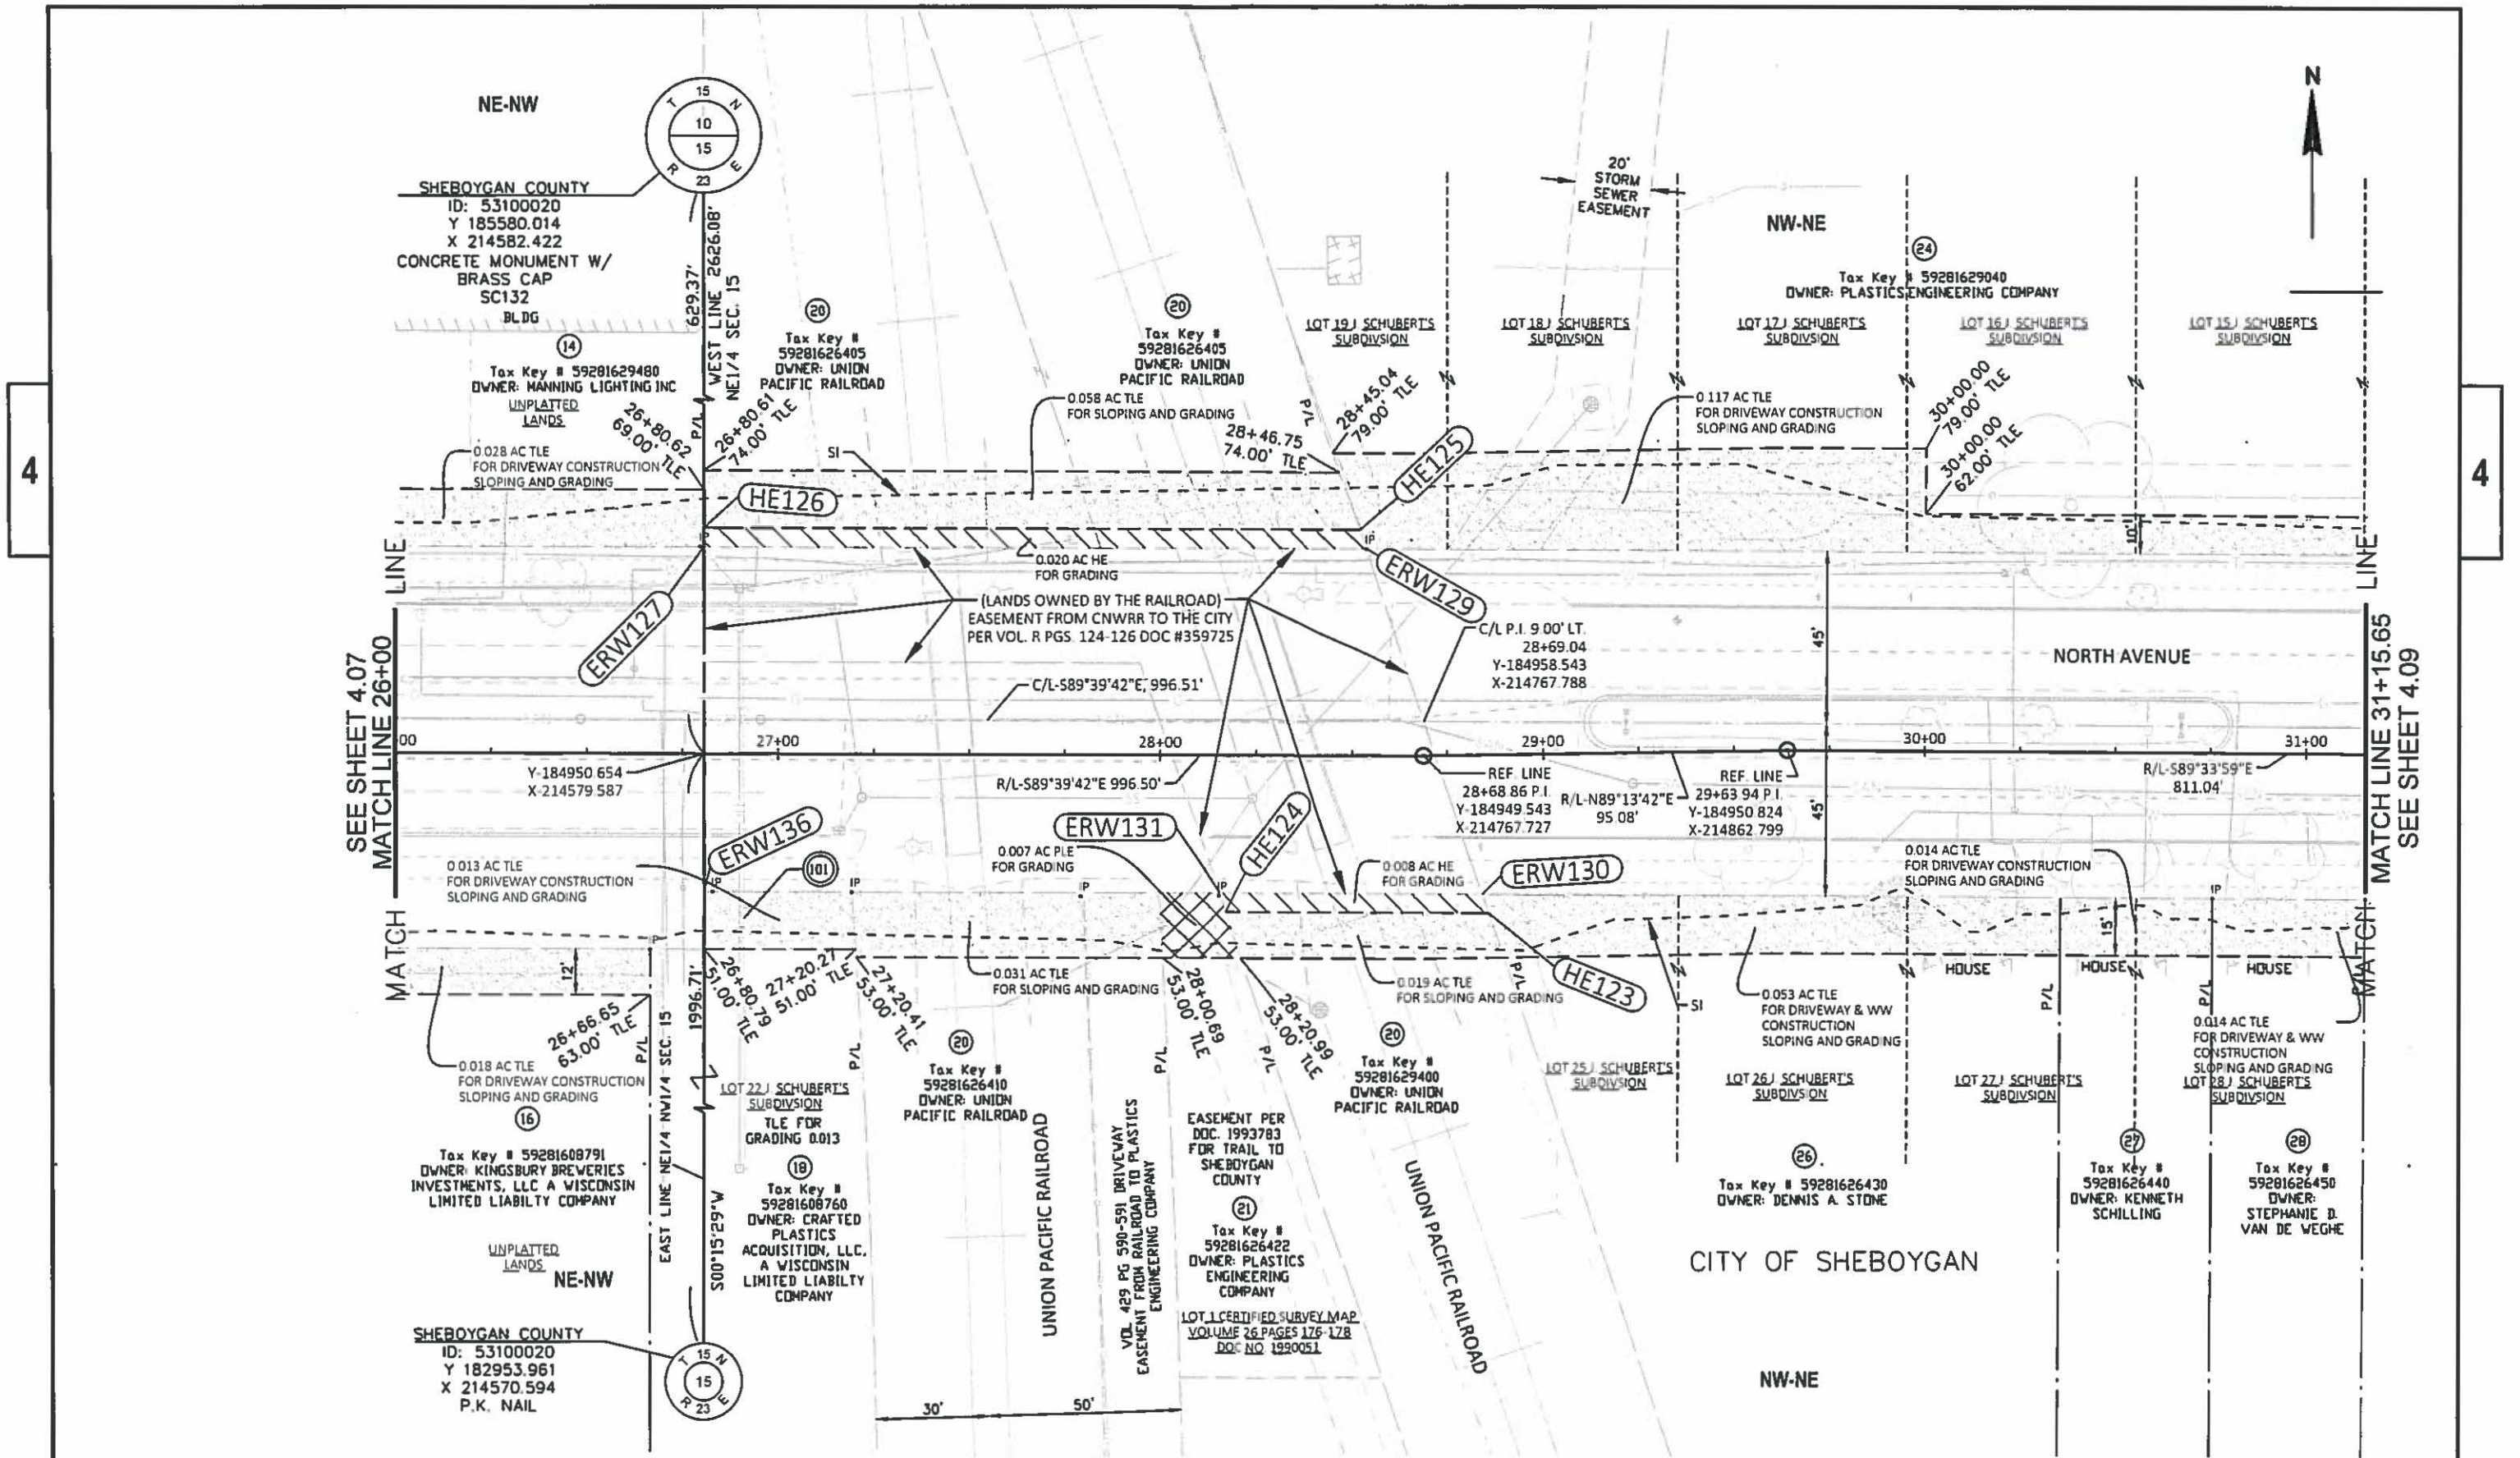 NE-NW
T 15 N
10
15
R 23 E
SHEBOYGAN COUNTY
ID: 53100020
Y 185580.014
X 214582.422
CONCRETE MONUMENT W/
BRASS CAP
SC132
BLDG
14
Tax Key # 59281629480
OWNER: MANNING LIGHTING INC
UNPLATTED
LANDS
629.37'
WEST LINE 2626.08'
NE1/4 SEC. 15
P/L
26+80.62
69.00' TLE
26+80.61
74.00' TLE
20
Tax Key #
59281626405
OWNER: UNION
PACIFIC RAILROAD
20
Tax Key #
59281626405
OWNER: UNION
PACIFIC RAILROAD
0.058 AC TLE
FOR SLOPING AND GRADING
SI
P/L
28+45.04
79.00' TLE
28+46.75
74.00' TLE
LOT 19 J SCHUBERT'S
SUBDIVSION
20'
STORM
SEWER
EASEMENT
LOT 18 J SCHUBERT'S
SUBDIVSION
NW-NE
24
Tax Key # 59281629040
OWNER: PLASTICS ENGINEERING COMPANY
LOT 17 J SCHUBERT'S
SUBDIVSION
LOT 16 J SCHUBERT'S
SUBDIVSION
LOT 15 J SCHUBERT'S
SUBDIVSION
N
0.117 AC TLE
FOR DRIVEWAY CONSTRUCTION
SLOPING AND GRADING
30+00.00
79.00' TLE
30+00.00
62.00' TLE
10'
4
4
0.028 AC TLE
FOR DRIVEWAY CONSTRUCTION
SLOPING AND GRADING
HE126
HE125
IP
IP
0.020 AC HE
FOR GRADING
ERW127
ERW129
(LANDS OWNED BY THE RAILROAD)
EASEMENT FROM CNWRR TO THE CITY
PER VOL. R PGS. 124-126 DOC #359725
C/L-S89°39'42"E, 996.51'
C/L P.I. 9.00' LT.
28+69.04
Y-184958.543
X-214767.788
45'
NORTH AVENUE
SEE SHEET 4.07
MATCH LINE 26+00
MATCH LINE
MATCH LINE 31+15.65
SEE SHEET 4.09
MATCH LINE
00
27+00
28+00
29+00
30+00
31+00
Y-184950.654
X-214579.587
R/L-S89°39'42"E 996.50'
REF. LINE
28+68.86 P.I.
Y-184949.543
X-214767.727
R/L-N89°13'42"E
95.08'
REF. LINE
29+63.94 P.I.
Y-184950.824
X-214862.799
45'
R/L-S89°33'59"E
811.04'
ERW136
101
ERW131
HE124
ERW130
HE123
0.013 AC TLE
FOR DRIVEWAY CONSTRUCTION
SLOPING AND GRADING
IP
IP
IP
IP
IP
0.007 AC PLE
FOR GRADING
0.008 AC HE
FOR GRADING
0.014 AC TLE
FOR DRIVEWAY CONSTRUCTION
SLOPING AND GRADING
12'
15'
26+66.65
63.00' TLE
P/L
1996.71'
26+80.79
51.00' TLE
27+20.27
51.00' TLE
27+20.41
53.00' TLE
0.031 AC TLE
FOR SLOPING AND GRADING
28+00.69
53.00' TLE
28+20.99
53.00' TLE
0.019 AC TLE
FOR SLOPING AND GRADING
P/L
SI
0.053 AC TLE
FOR DRIVEWAY & WW
CONSTRUCTION
SLOPING AND GRADING
HOUSE
HOUSE
HOUSE
P/L
P/L
P/L
0.014 AC TLE
FOR DRIVEWAY & WW
CONSTRUCTION
SLOPING AND GRADING
0.018 AC TLE
FOR DRIVEWAY CONSTRUCTION
SLOPING AND GRADING
16
Tax Key # 59281608791
OWNER: KINGSBURY BREWERIES
INVESTMENTS, LLC A WISCONSIN
LIMITED LIABILTY COMPANY
UNPLATTED
LANDS
NE-NW
EAST LINE NE1/4 NW1/4 SEC. 15
S00°15'29"W
LOT 22 J SCHUBERT'S
SUBDIVSION
TLE FOR
GRADING 0.013
18
Tax Key #
59281608760
OWNER: CRAFTED
PLASTICS
ACQUISITION, LLC,
A WISCONSIN
LIMITED LIABILTY
COMPANY
P/L
20
Tax Key #
59281626410
OWNER: UNION
PACIFIC RAILROAD
UNION PACIFIC RAILROAD
P/L
VOL 429 PG 590-591 DRIVEWAY
EASEMENT FROM RAILROAD TO PLASTICS
ENGINEERING COMPANY
P/L
EASEMENT PER
DOC. 1993783
FOR TRAIL TO
SHEBOYGAN
COUNTY
21
Tax Key #
59281626422
OWNER: PLASTICS
ENGINEERING
COMPANY
LOT 1 CERTIFIED SURVEY MAP
VOLUME 26 PAGES 176-178
DOC NO 1990051
20
Tax Key #
59281629400
OWNER: UNION
PACIFIC RAILROAD
UNION PACIFIC RAILROAD
LOT 25 J SCHUBERT'S
SUBDIVSION
LOT 26 J SCHUBERT'S
SUBDIVSION
LOT 27 J SCHUBERT'S
SUBDIVSION
LOT 28 J SCHUBERT'S
SUBDIVSION
26
Tax Key # 59281626430
OWNER: DENNIS A. STONE
27
Tax Key #
59281626440
OWNER: KENNETH
SCHILLING
28
Tax Key #
59281626450
OWNER:
STEPHANIE D.
VAN DE WEGHE
CITY OF SHEBOYGAN
NW-NE
SHEBOYGAN COUNTY
ID: 53100020
Y 182953.961
X 214570.594
P.K. NAIL
T 15 N
15
R 23 E
30'
50'